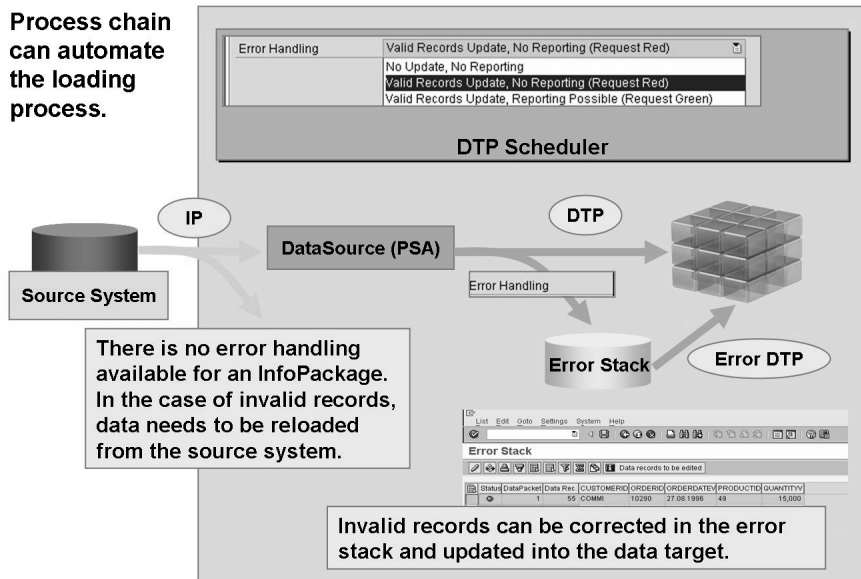 Process chain
can automate
the loading
process.
Error Handling
Valid Records Update, No Reporting (Request Red)
No Update, No Reporting
Valid Records Update, No Reporting (Request Red)
Valid Records Update, Reporting Possible (Request Green)
DTP Scheduler
IP
DTP
DataSource (PSA)
Source System
Error Handling
Error Stack
Error DTP
There is no error handling
available for an InfoPackage.
In the case of invalid records,
data needs to be reloaded
from the source system.
List Edit Goto Settings System Help
Error Stack
Data records to be edited
Status DataPacket Data Rec. CUSTOMERID ORDERID ORDERDATEV PRODUCTID QUANTITYV
1 55 COMMI 10290 27.08.1996 49 15,000
Invalid records can be corrected in the error
stack and updated into the data target.